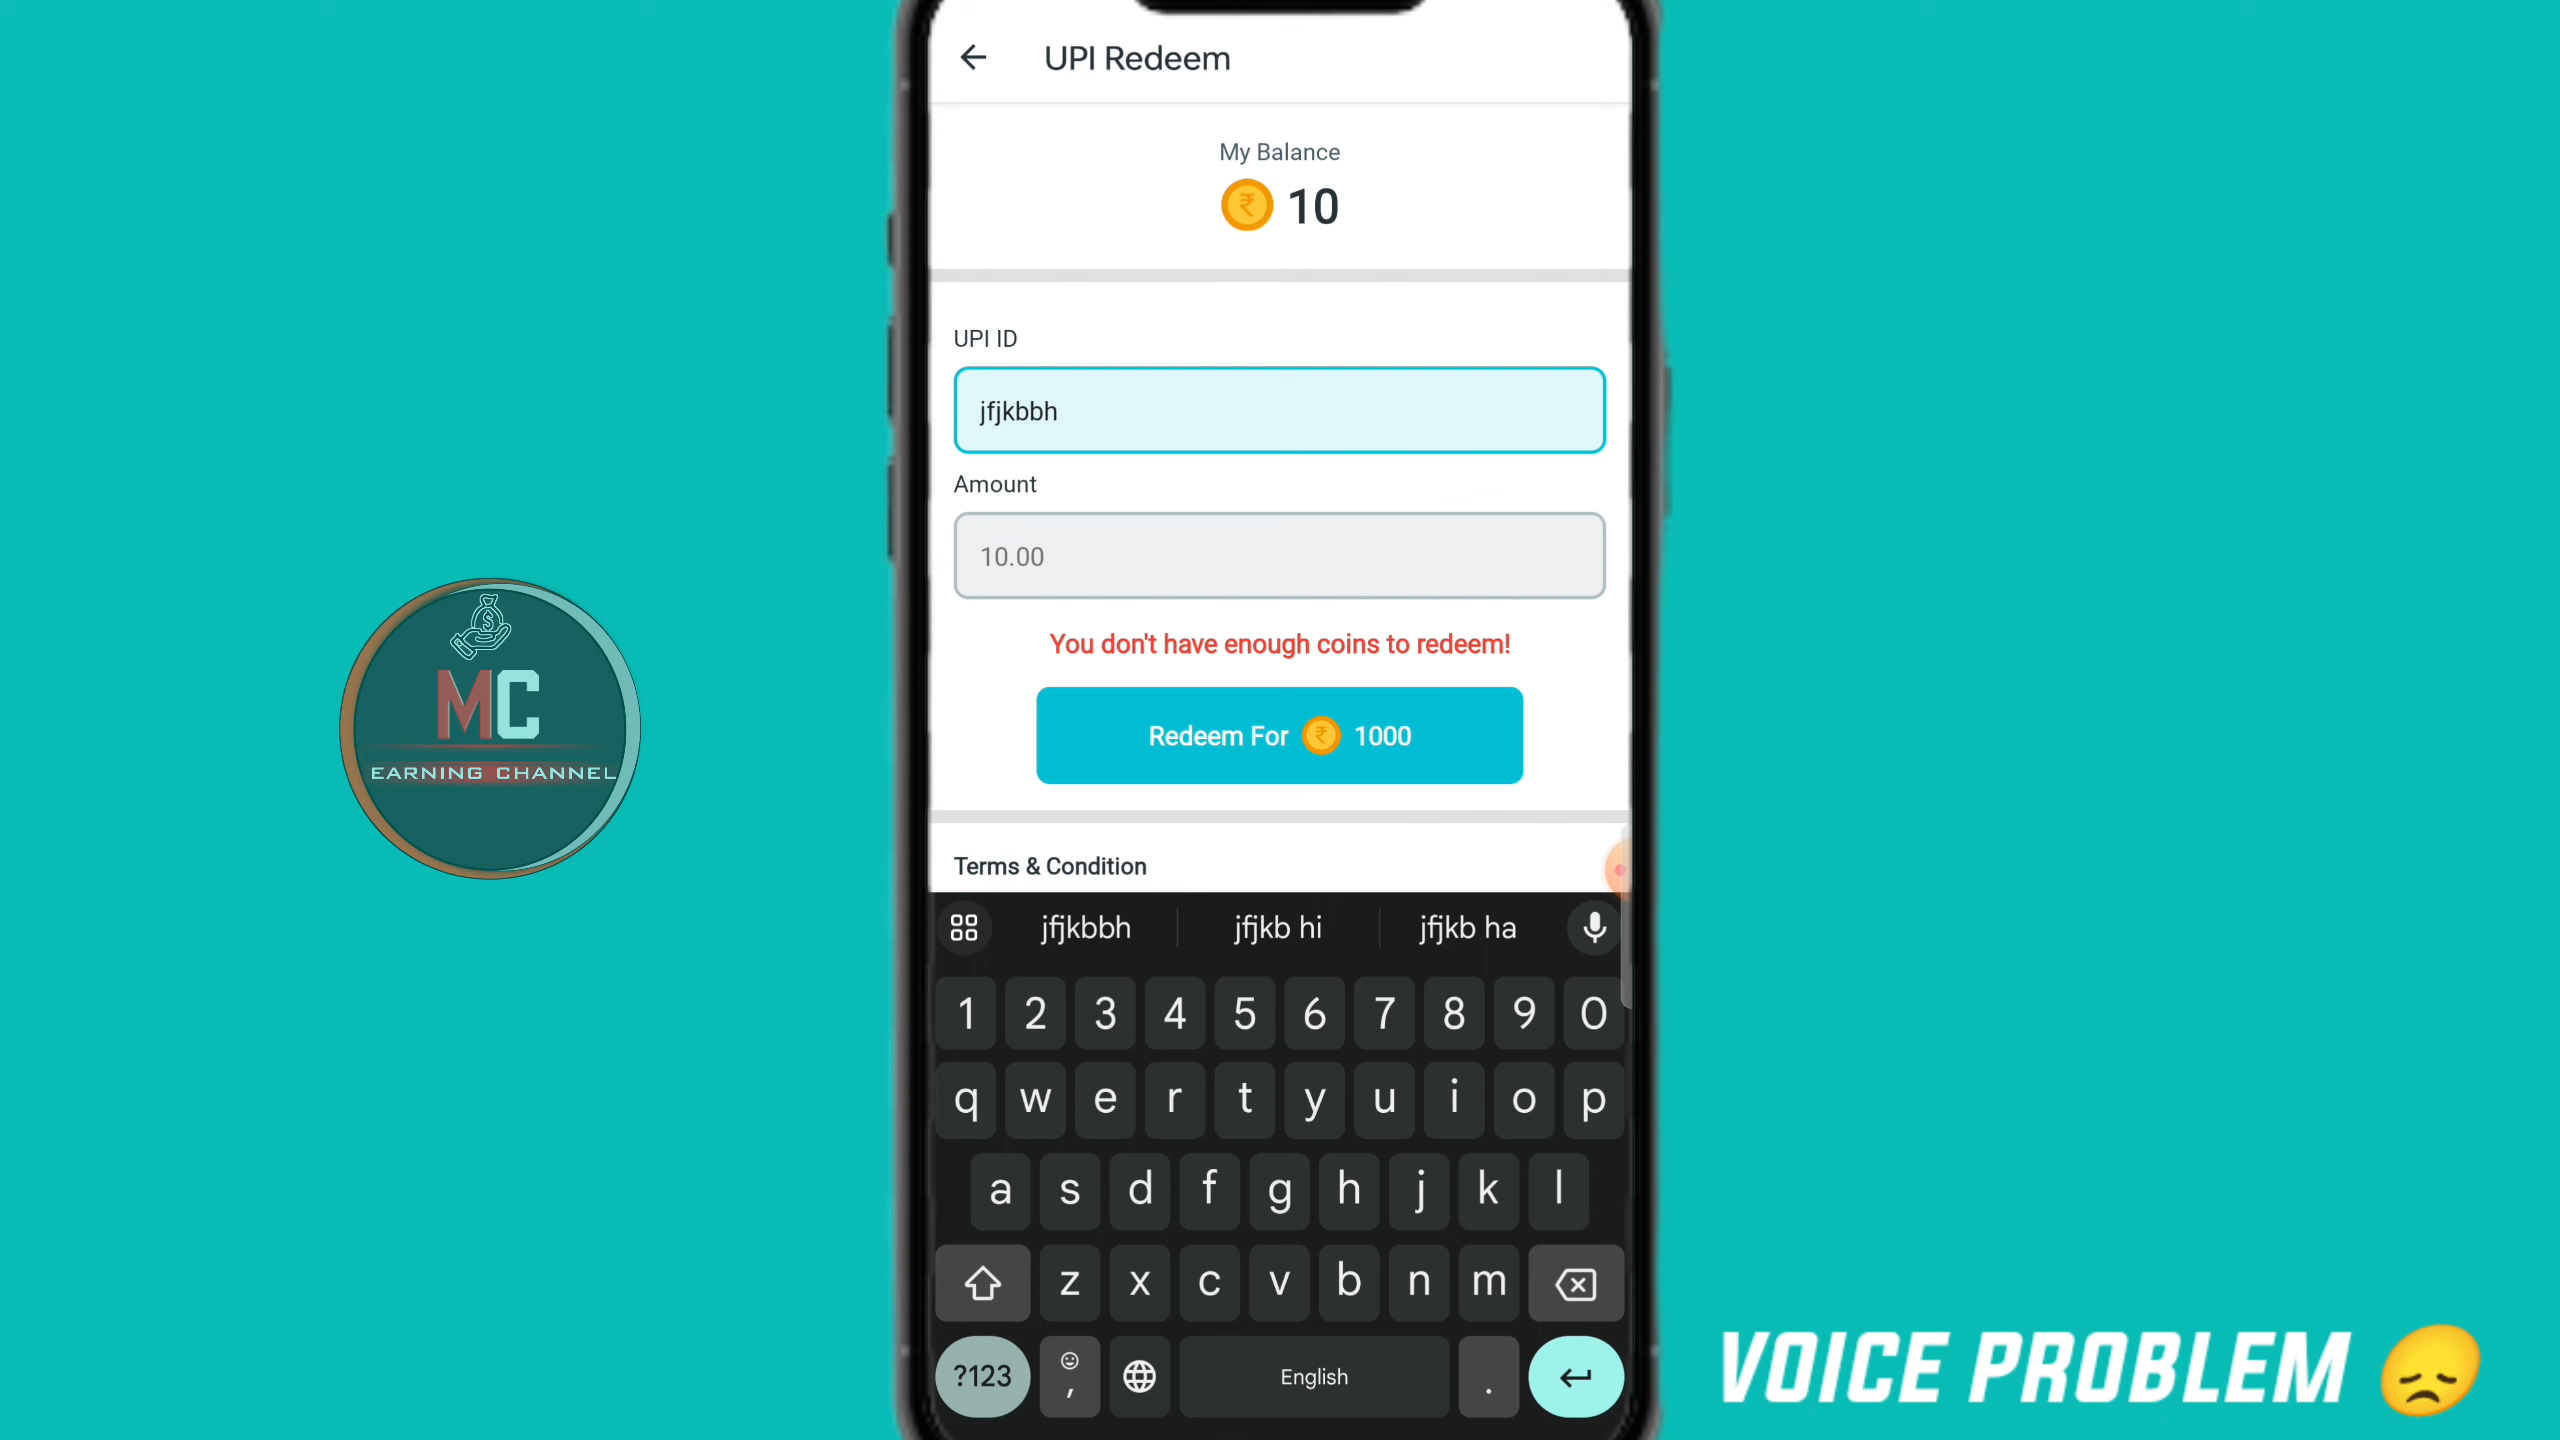 UPI Redeem
My Balance
₹ 10
UPI ID
jfjkbbh
Amount
10.00
You don't have enough coins to redeem!
Redeem For ₹ 1000
Terms & Condition
jfjkbbh jfjkb hi jfjkb ha
1 2 3 4 5 6 7 8 9 0
q w e r t y u i o p
a s d f g h j k l
z x c v b n m
?123 , English .
$
MC
EARNING CHANNEL
VOICE PROBLEM 😞